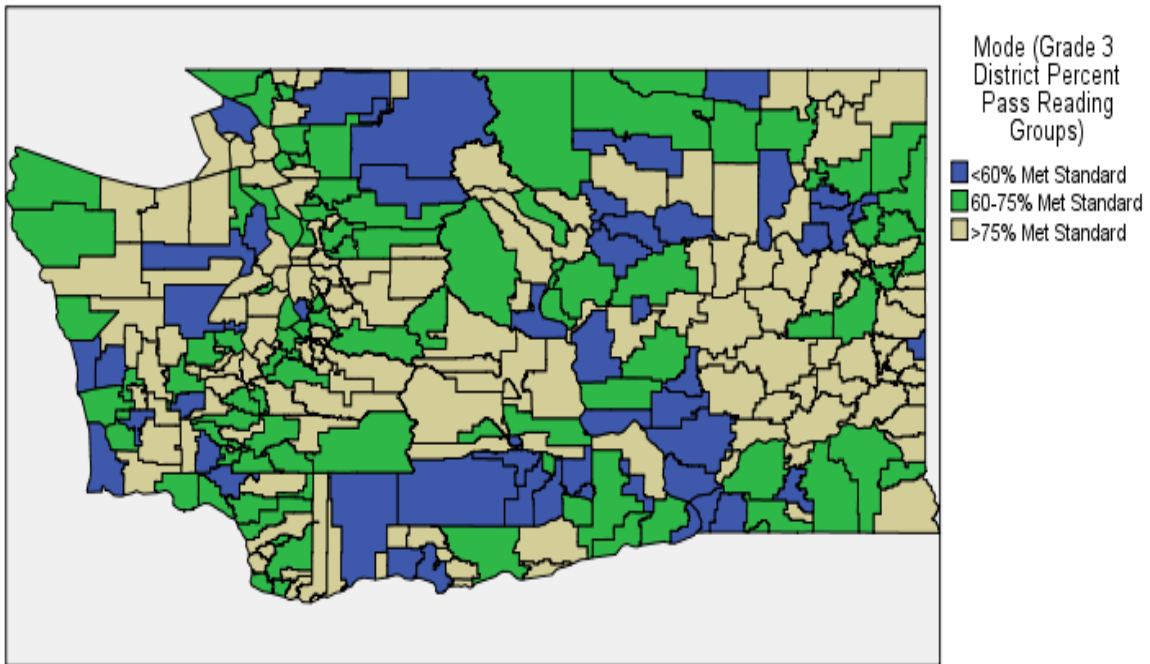 Mode (Grade 3
District Percent
Pass Reading
Groups)
<60% Met Standard
60-75% Met Standard
>75% Met Standard